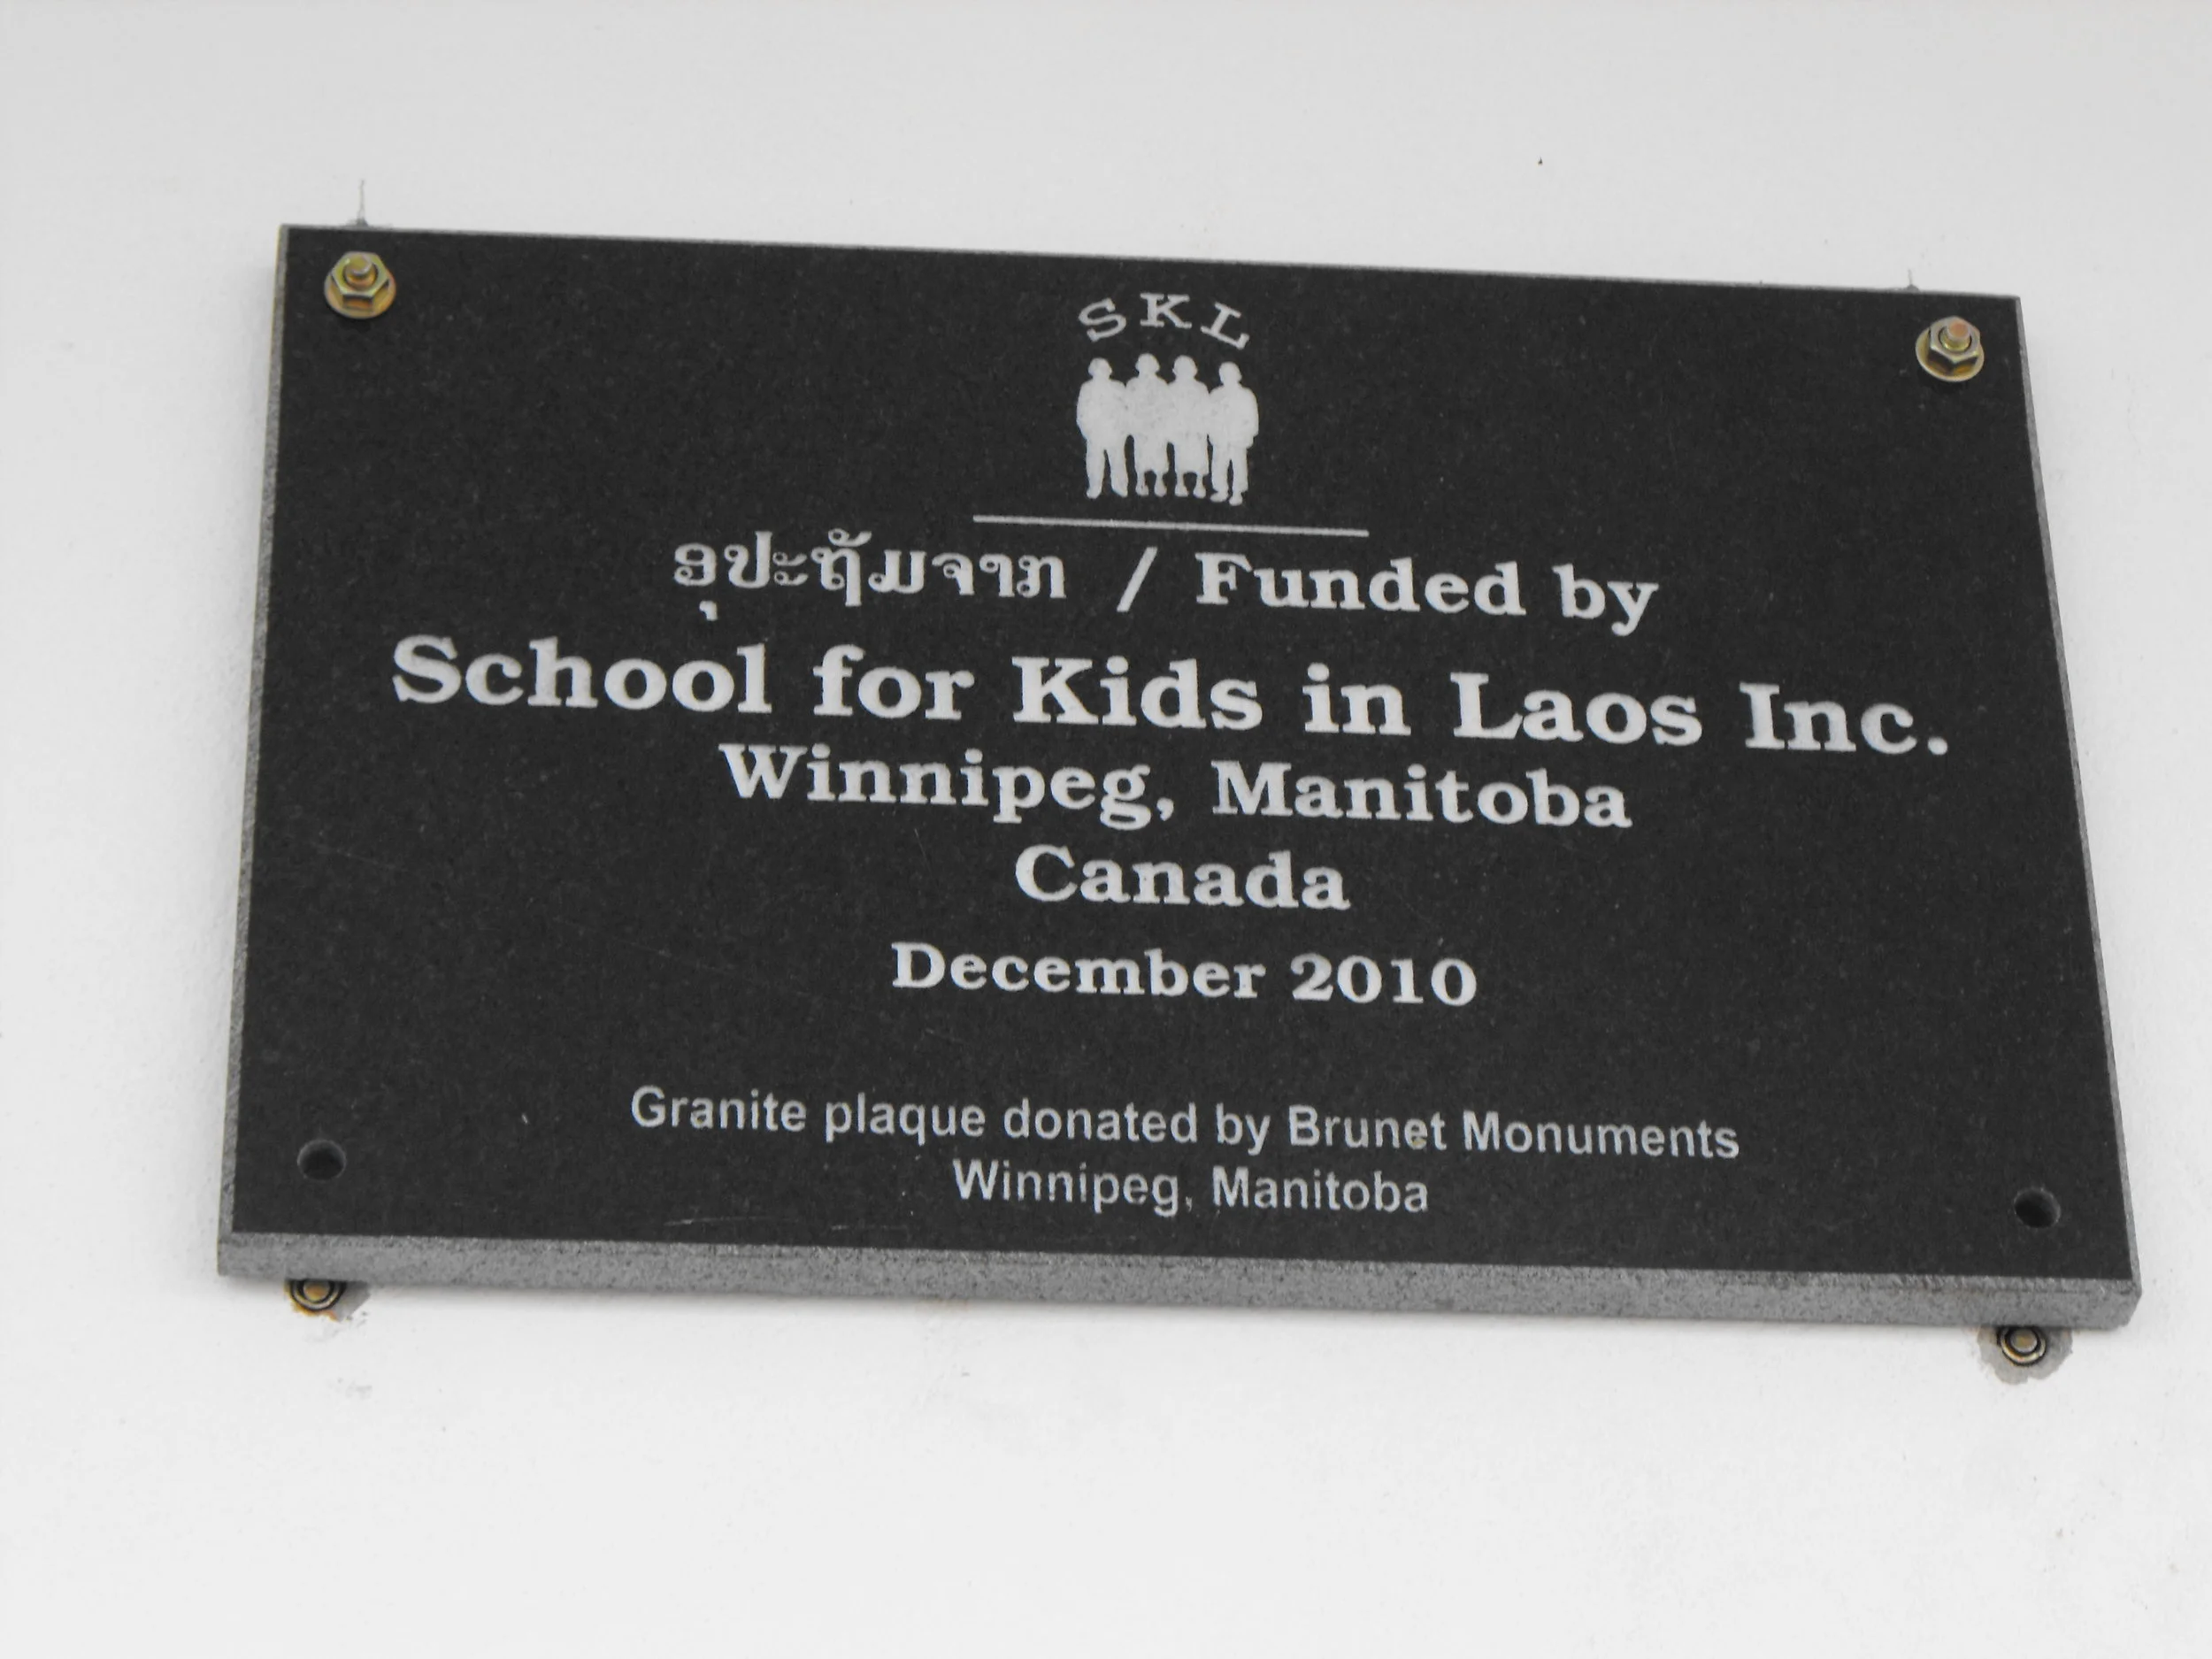 SKL
ອຸປະຖັມຈາກ / Funded by
School for Kids in Laos Inc.
Winnipeg, Manitoba
Canada
December 2010
Granite plaque donated by Brunet Monuments
Winnipeg, Manitoba